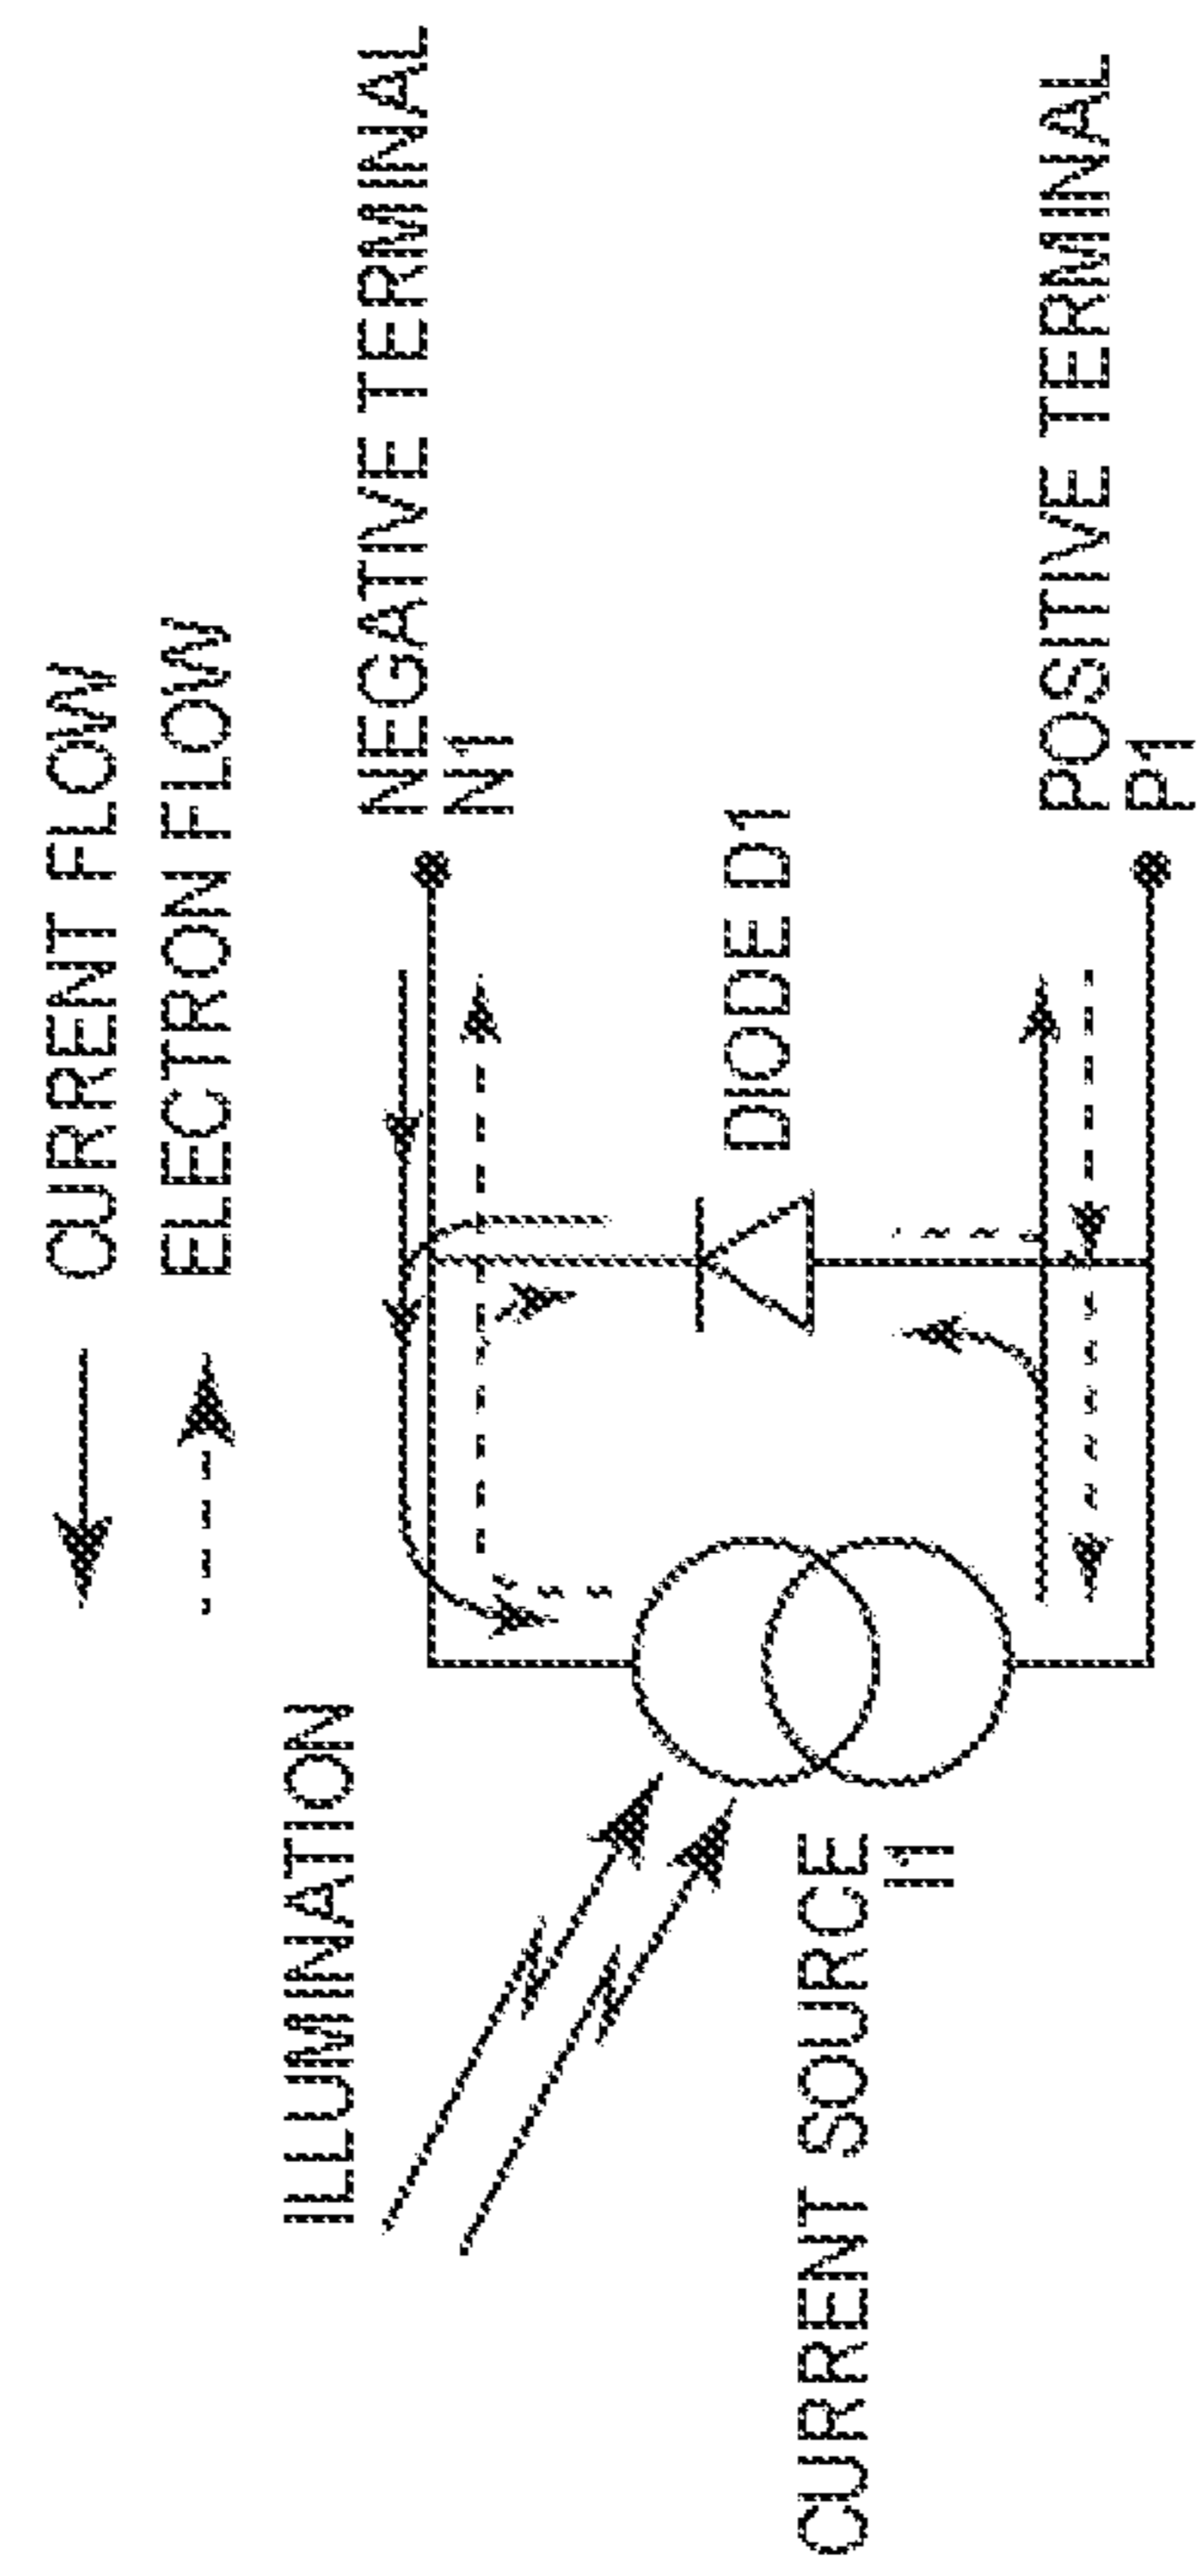 CURRENT FLOW
ELECTRON FLOW
ILLUMINATION
NEGATIVE TERMINAL
N1
DIODE D1
CURRENT SOURCE
I1
POSITIVE TERMINAL
P1